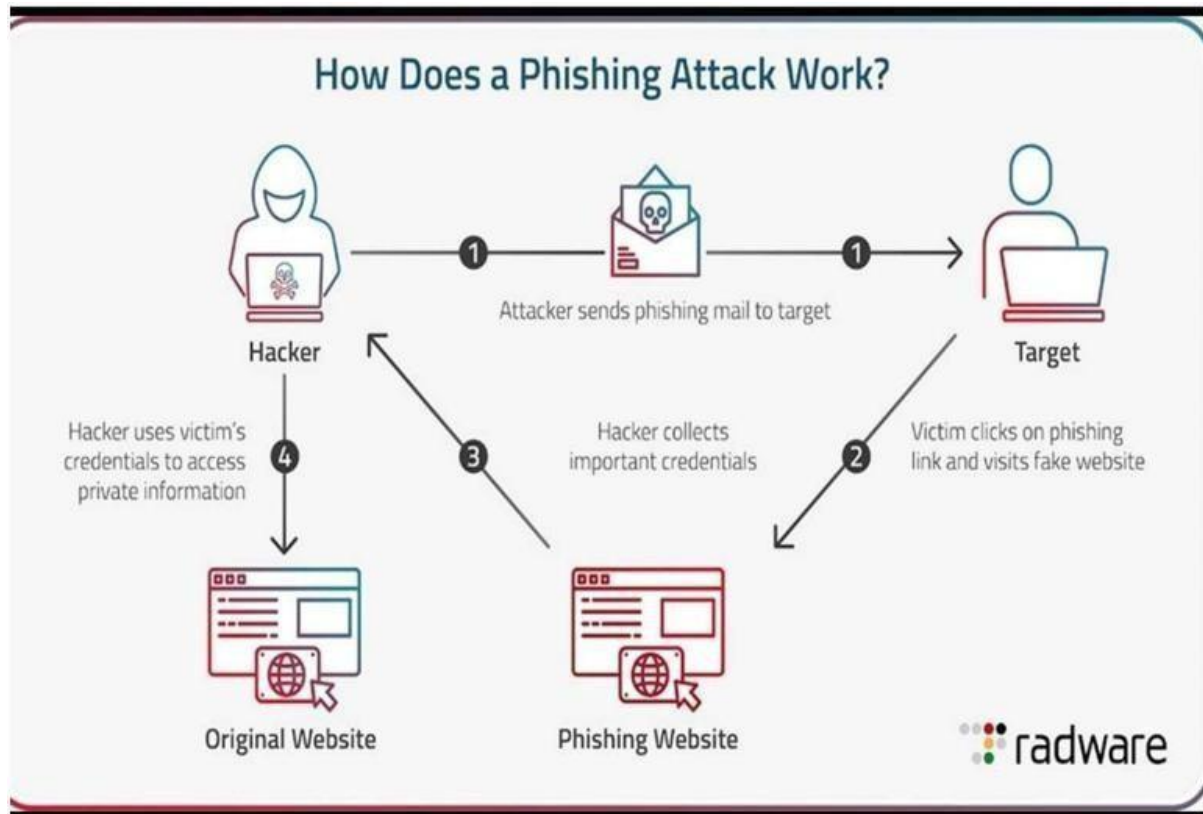 How Does a Phishing Attack Work?
1
1
Attacker sends phishing mail to target
Hacker
Target
Hacker uses victim's
credentials to access
private information
4
3
Hacker collects
important credentials
2
Victim clicks on phishing
link and visits fake website
Original Website
Phishing Website
radware